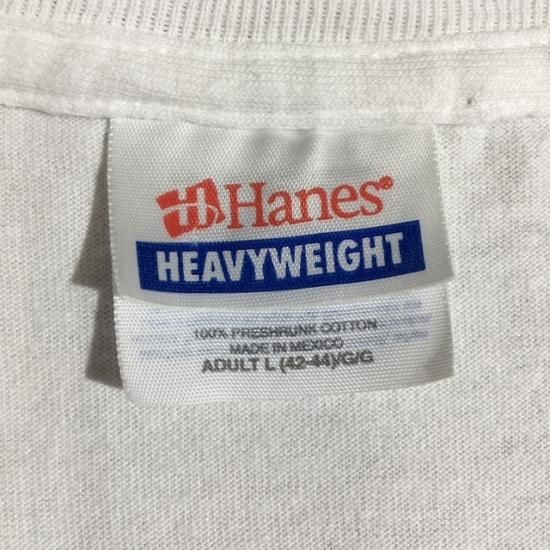 Hanes®
HEAVYWEIGHT
100% PRESHRUNK COTTON
MADE IN MEXICO
ADULT L (42-44)/G/G